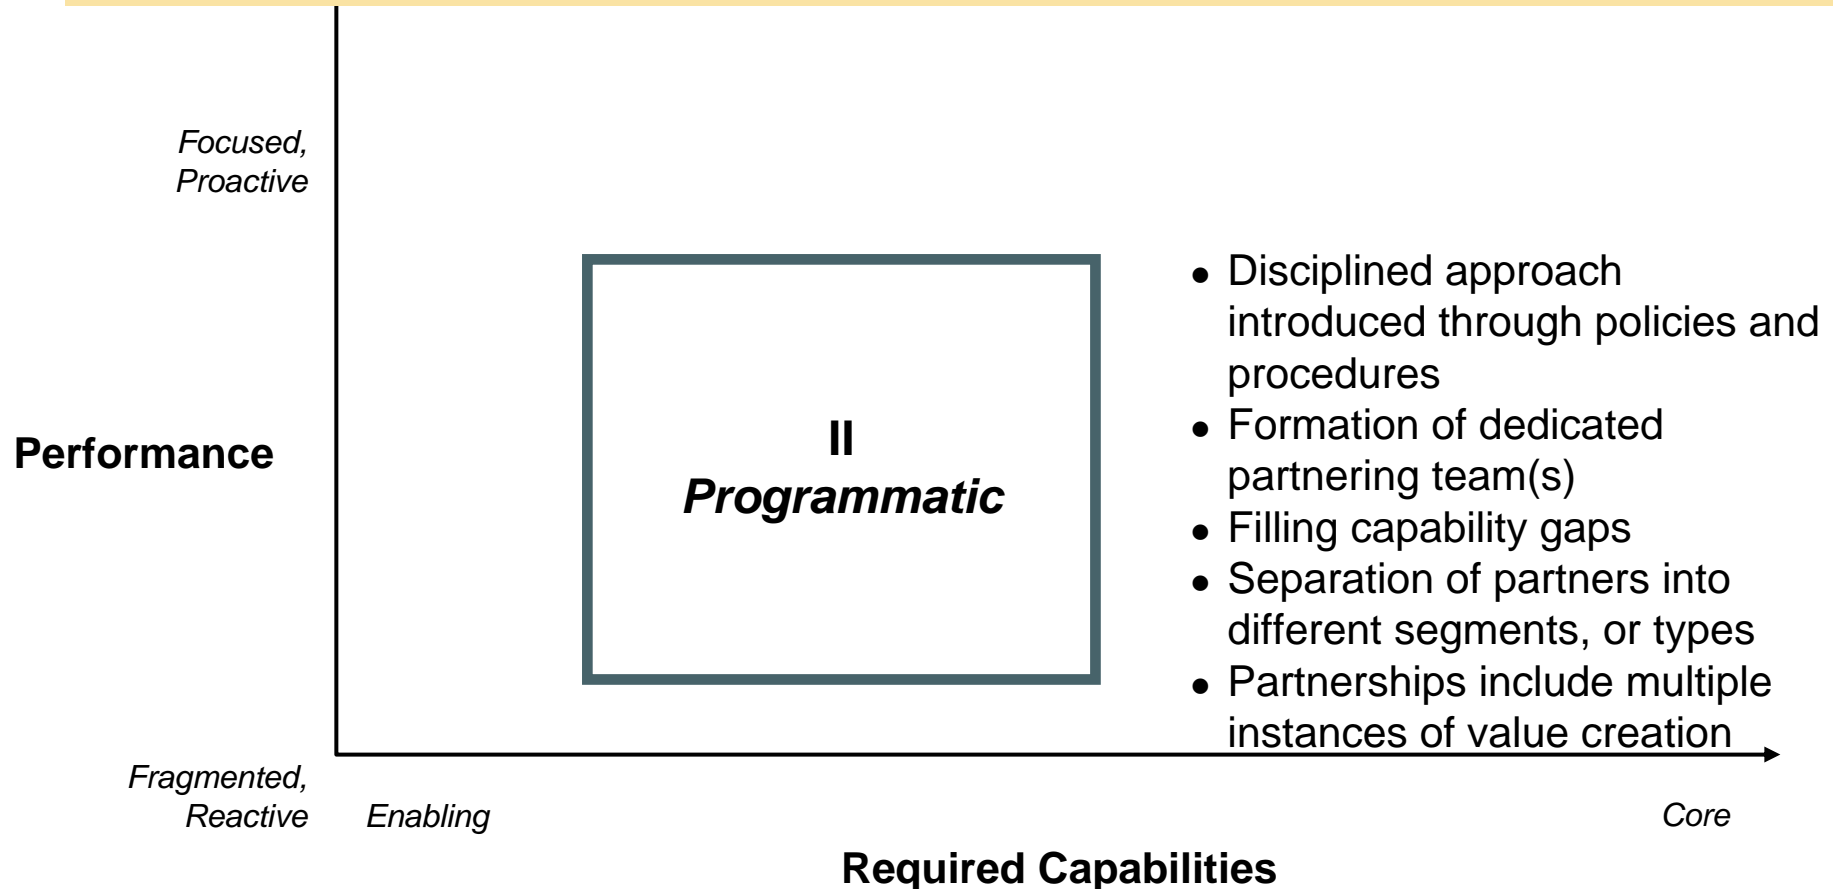 Focused,
Proactive
Performance
II
Programmatic
● Disciplined approach
introduced through policies and
procedures
● Formation of dedicated
partnering team(s)
● Filling capability gaps
● Separation of partners into
different segments, or types
● Partnerships include multiple
instances of value creation
Fragmented,
Reactive
Enabling
Core
Required Capabilities